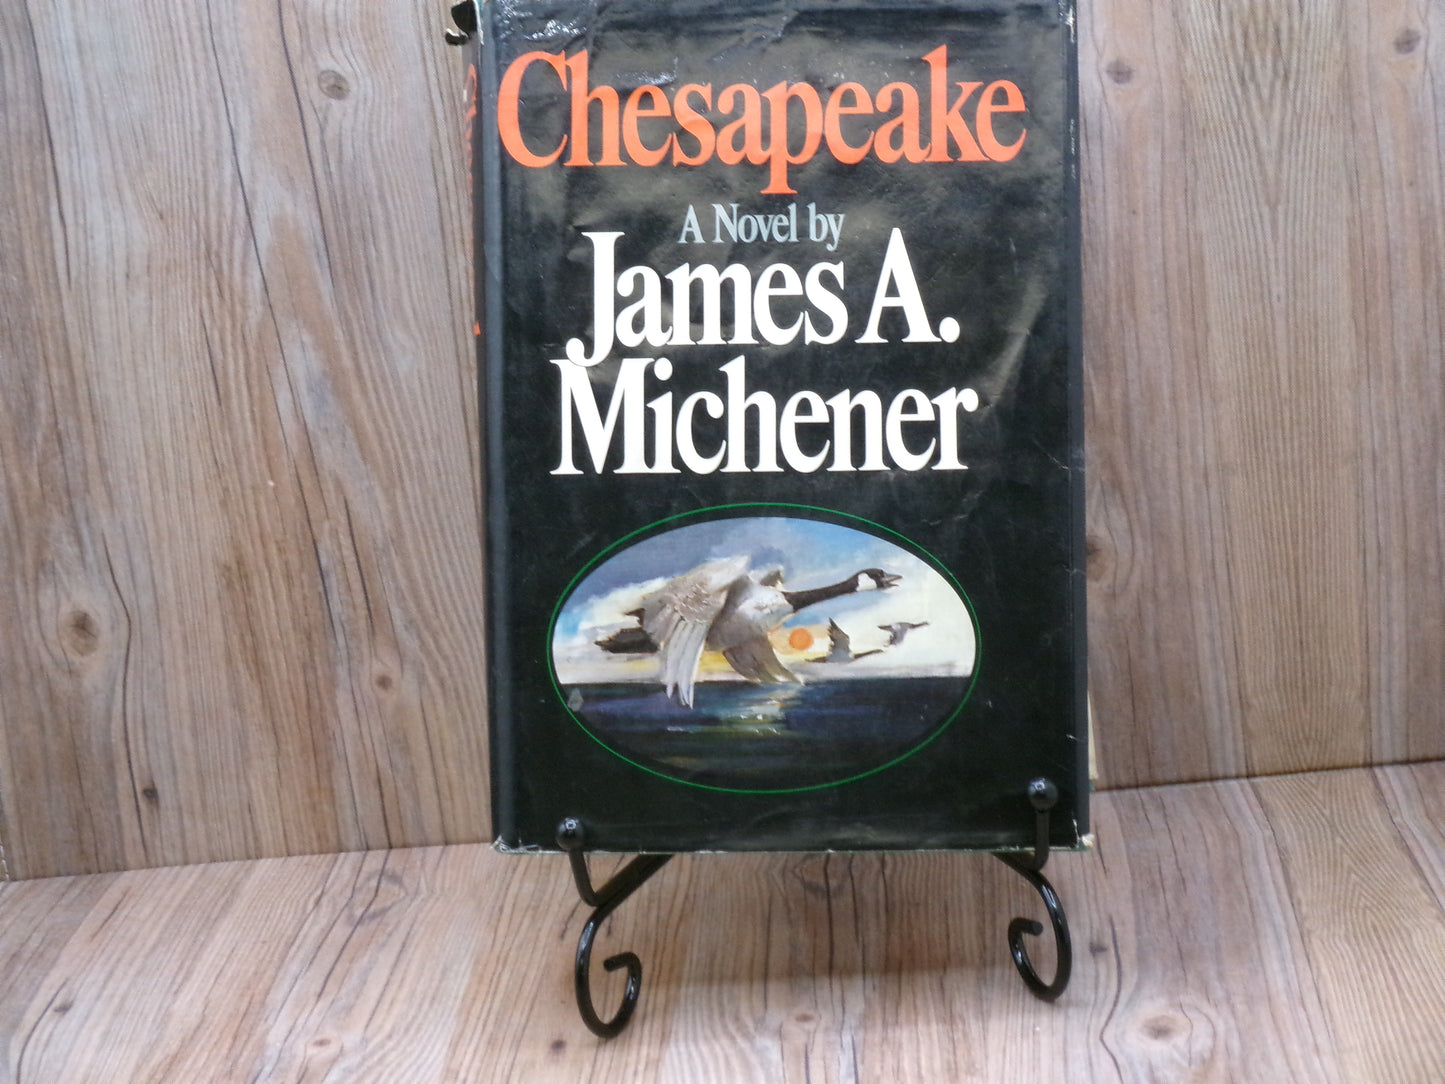 Chesapeake
A Novel by
James A.
Michener